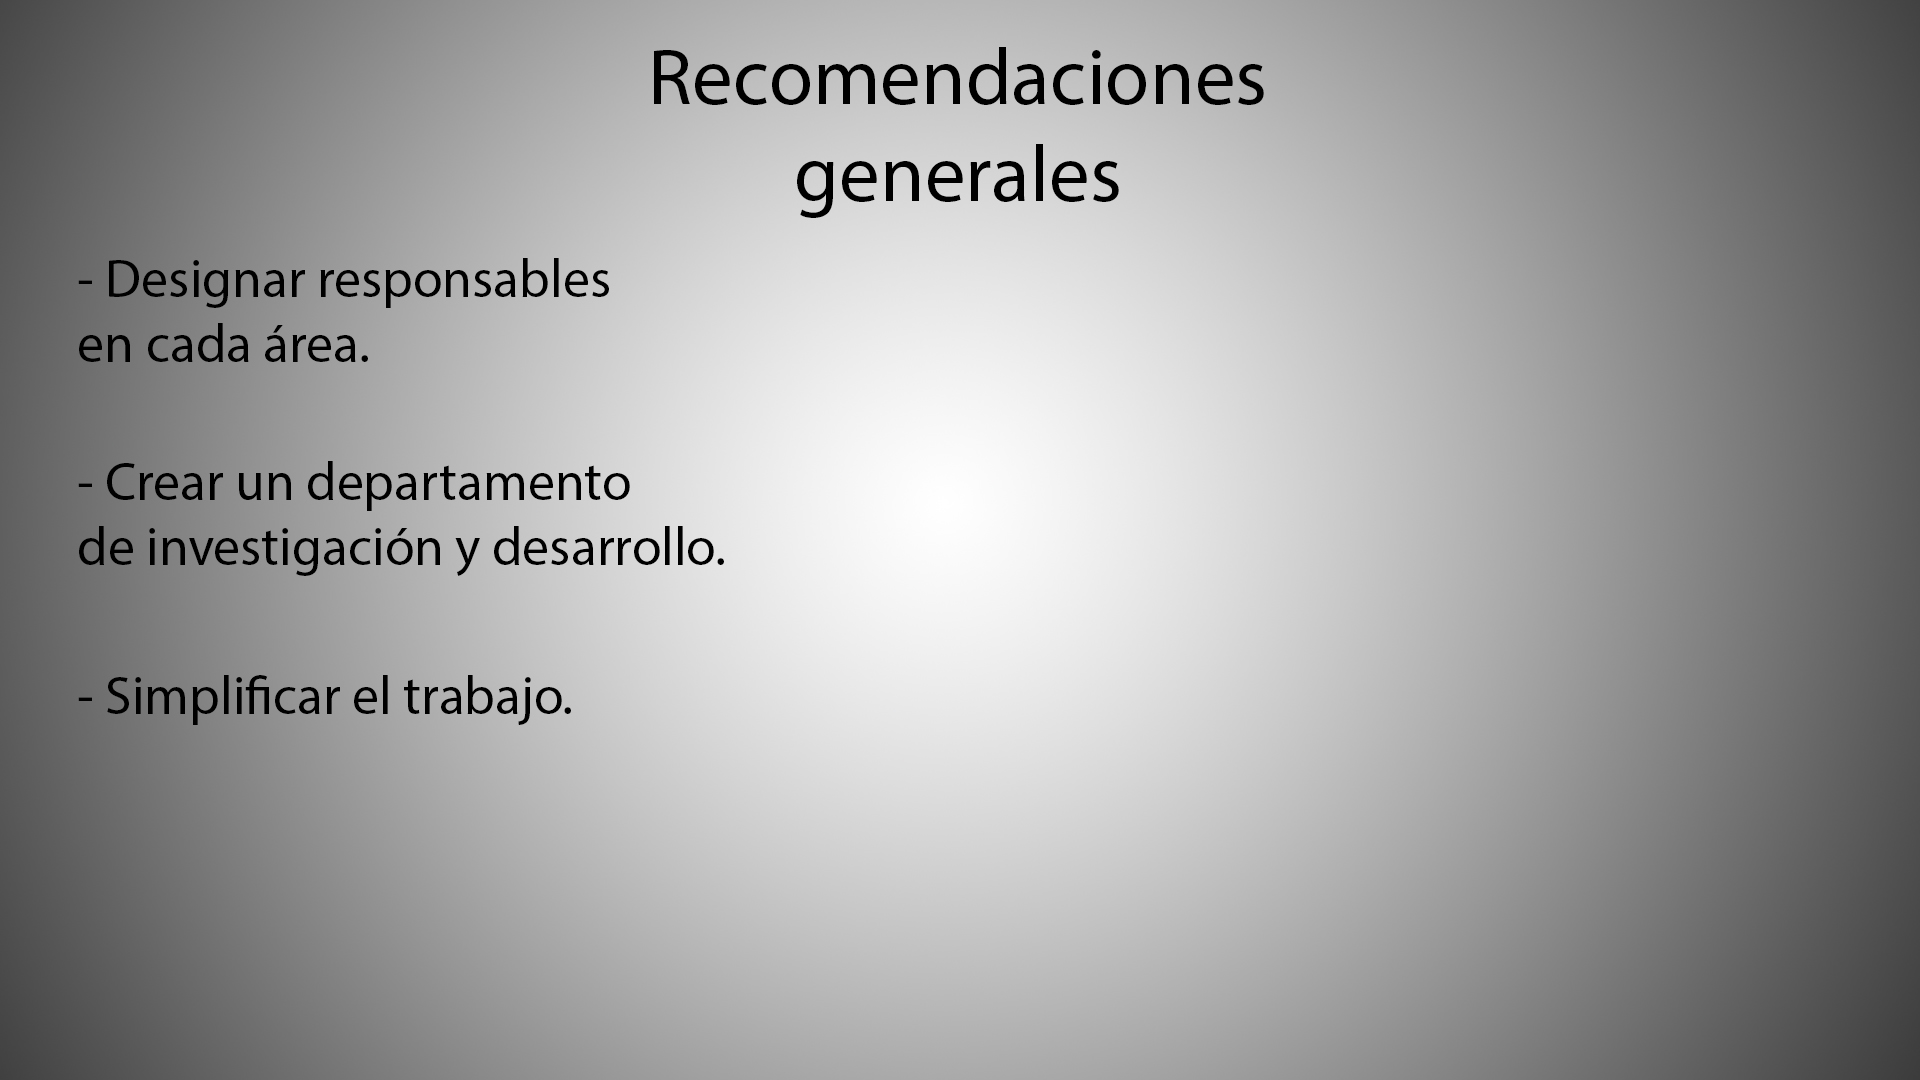 Recomendaciones
generales
- Designar responsables
en cada área.
- Crear un departamento
de investigación y desarrollo.
- Simplificar el trabajo.